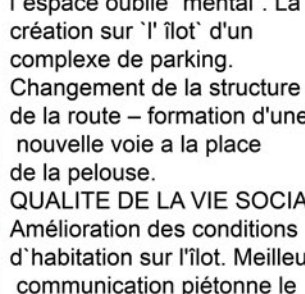 l'espace oublie "mental". La
création sur `l' îlot` d'un
complexe de parking.
Changement de la structure
de la route – formation d'une
nouvelle voie a la place
de la pelouse.
QUALITE DE LA VIE SOCIA
Amélioration des conditions
d`habitation sur l'îlot. Meilleu
communication piétonne le